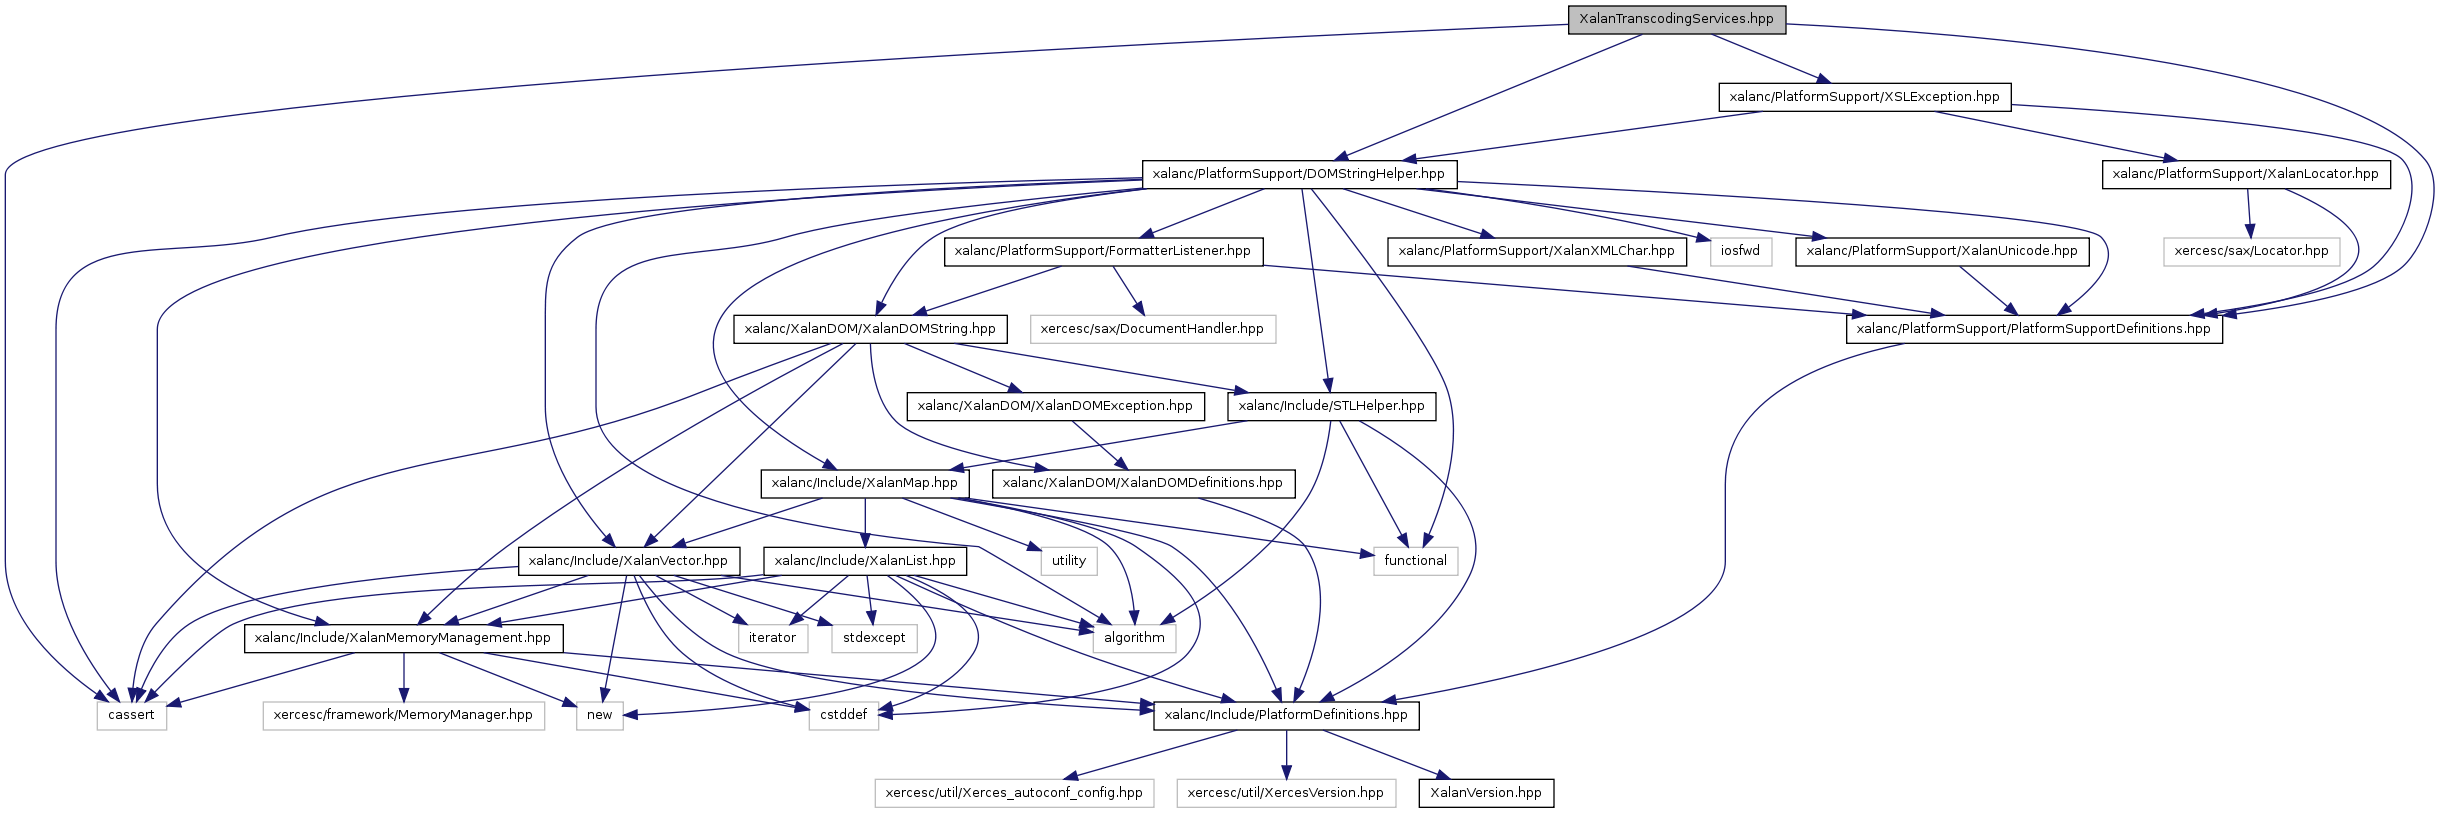 XalanTranscodingServices.hpp
xalanc/PlatformSupport/XSLException.hpp
xalanc/PlatformSupport/DOMStringHelper.hpp
xalanc/PlatformSupport/XalanLocator.hpp
xalanc/PlatformSupport/FormatterListener.hpp
xalanc/PlatformSupport/XalanXMLChar.hpp
iosfwd
xalanc/PlatformSupport/XalanUnicode.hpp
xercesc/sax/Locator.hpp
xalanc/XalanDOM/XalanDOMString.hpp
xercesc/sax/DocumentHandler.hpp
xalanc/PlatformSupport/PlatformSupportDefinitions.hpp
xalanc/XalanDOM/XalanDOMException.hpp
xalanc/Include/STLHelper.hpp
xalanc/Include/XalanMap.hpp
xalanc/XalanDOM/XalanDOMDefinitions.hpp
xalanc/Include/XalanVector.hpp
xalanc/Include/XalanList.hpp
utility
functional
xalanc/Include/XalanMemoryManagement.hpp
iterator
stdexcept
algorithm
cassert
xercesc/framework/MemoryManager.hpp
new
cstddef
xalanc/Include/PlatformDefinitions.hpp
xercesc/util/Xerces_autoconf_config.hpp
xercesc/util/XercesVersion.hpp
XalanVersion.hpp